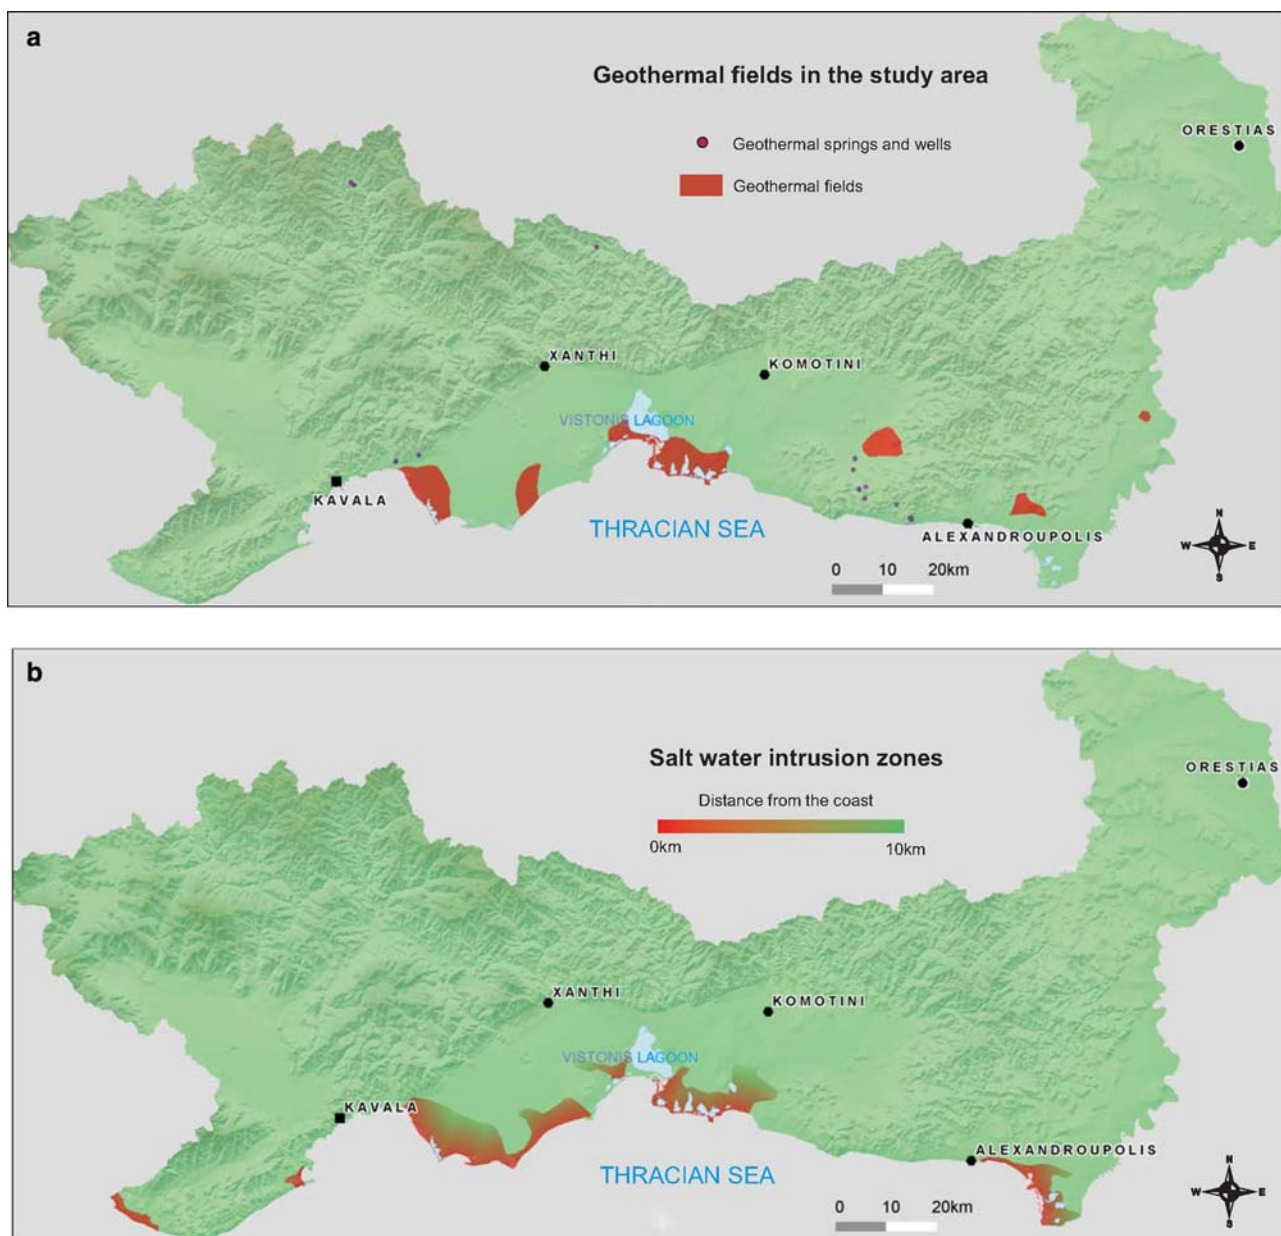 a
Geothermal fields in the study area
Geothermal springs and wells
Geothermal fields
ORESTIAS
XANTHI
KOMOTINI
VISTONIS LAGOON
KAVALA
THRACIAN SEA
ALEXANDROUPOLIS
0 10 20km
N
W E
S
b
Salt water intrusion zones
Distance from the coast
0km 10km
ORESTIAS
XANTHI
KOMOTINI
VISTONIS LAGOON
KAVALA
ALEXANDROUPOLIS
THRACIAN SEA
0 10 20km
N
W E
S